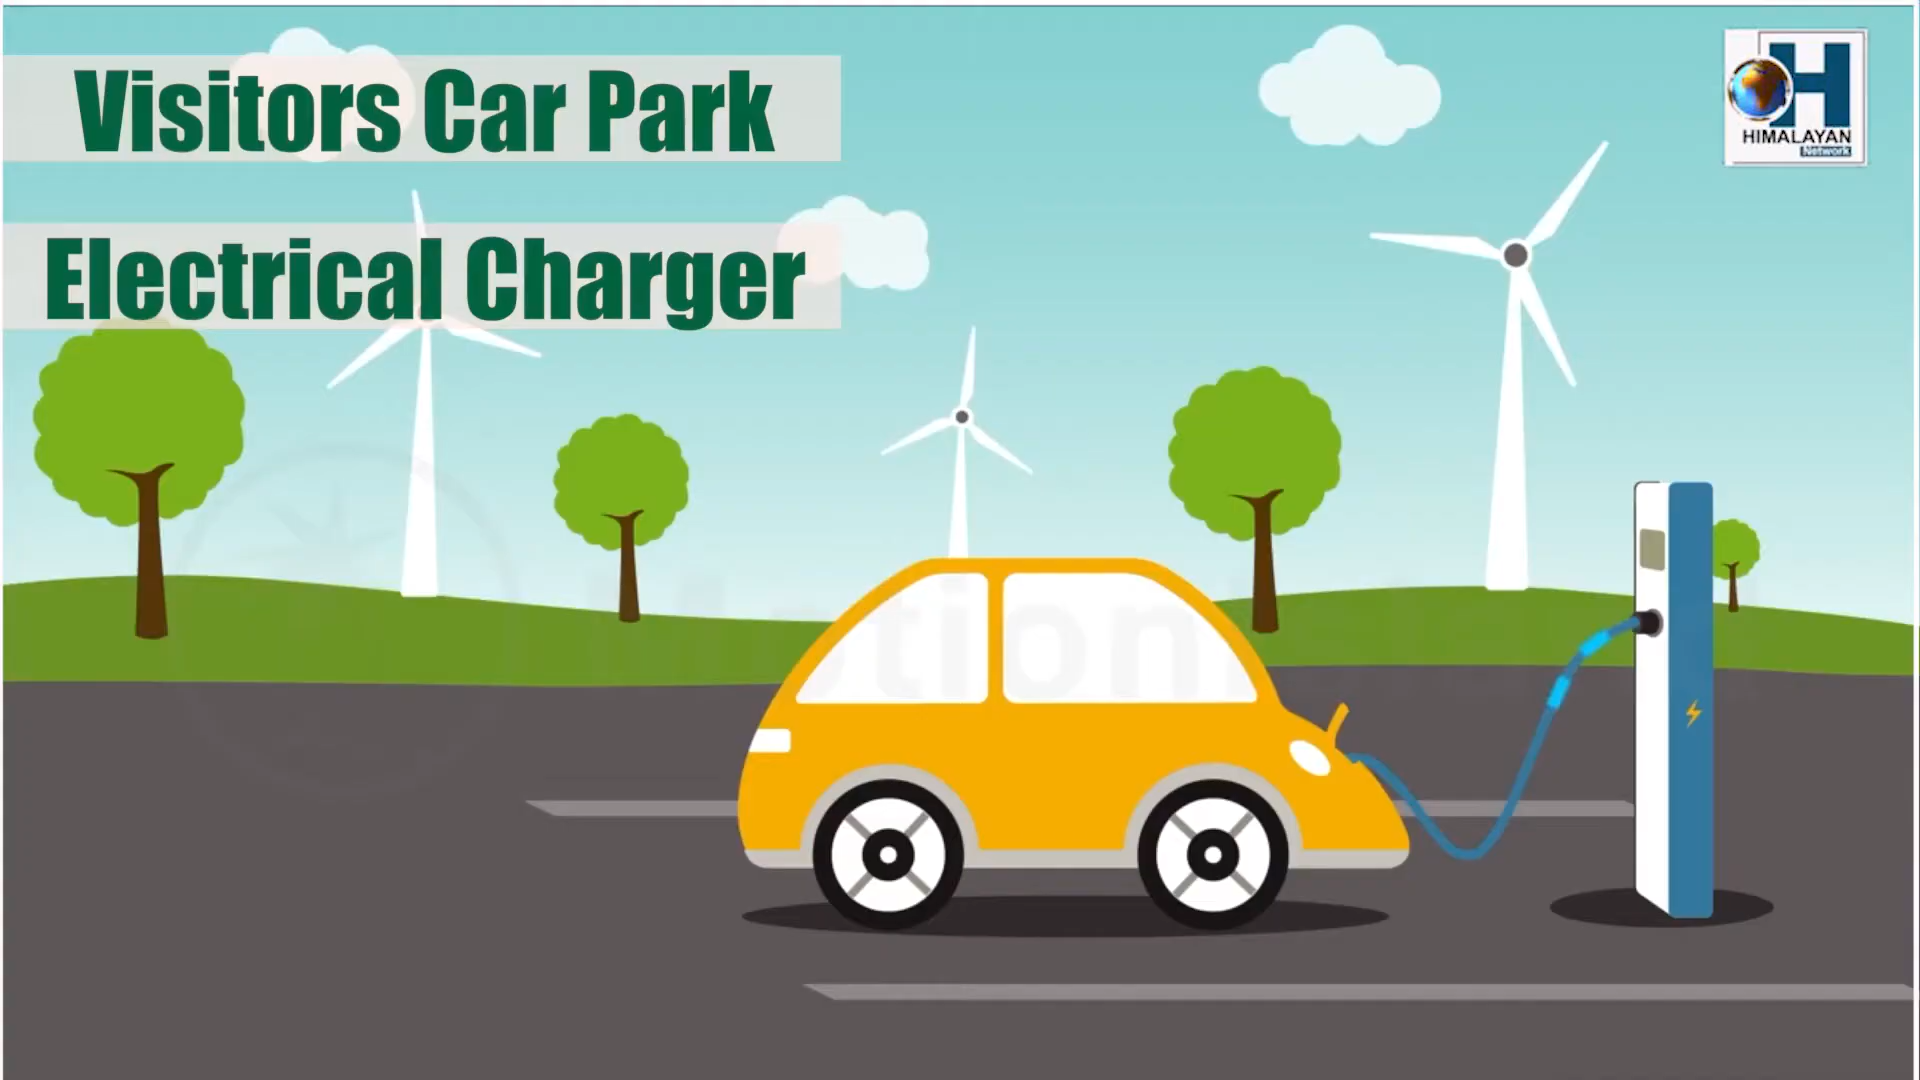 Visitors Car Park
Electrical Charger
H
HIMALAYAN
Network